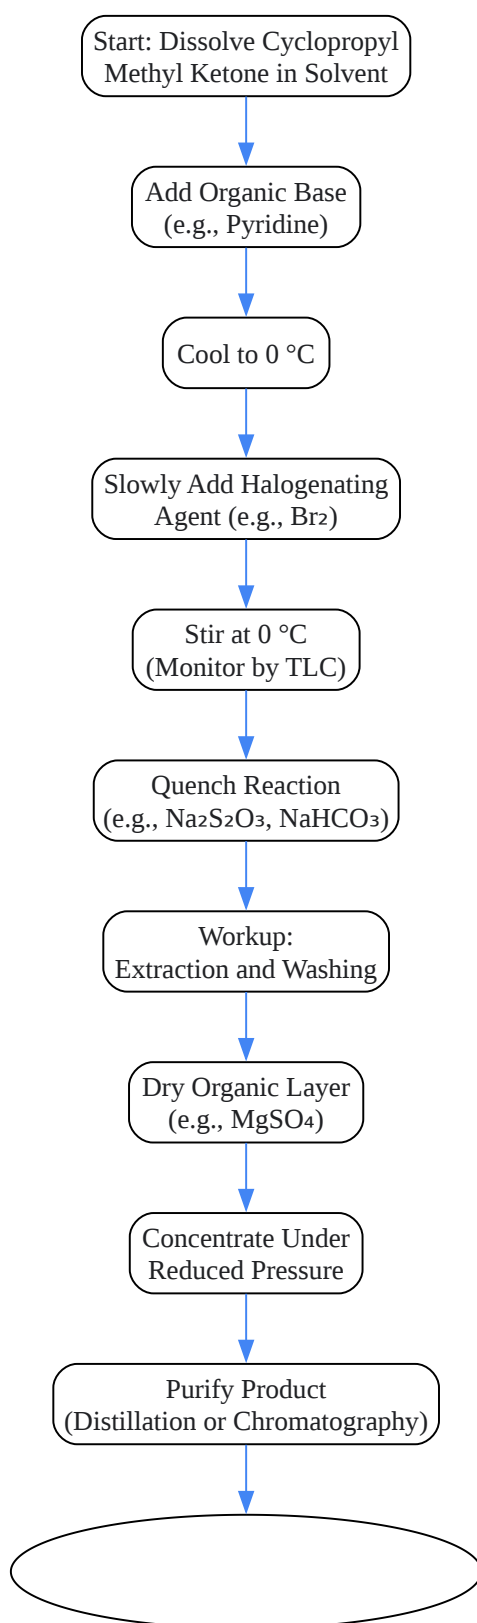 Start: Dissolve Cyclopropyl
Methyl Ketone in Solvent
Add Organic Base
(e.g., Pyridine)
Cool to 0 °C
Slowly Add Halogenating
Agent (e.g., Br₂)
Stir at 0 °C
(Monitor by TLC)
Quench Reaction
(e.g., Na₂S₂O₃, NaHCO₃)
Workup:
Extraction and Washing
Dry Organic Layer
(e.g., MgSO₄)
Concentrate Under
Reduced Pressure
Purify Product
(Distillation or Chromatography)